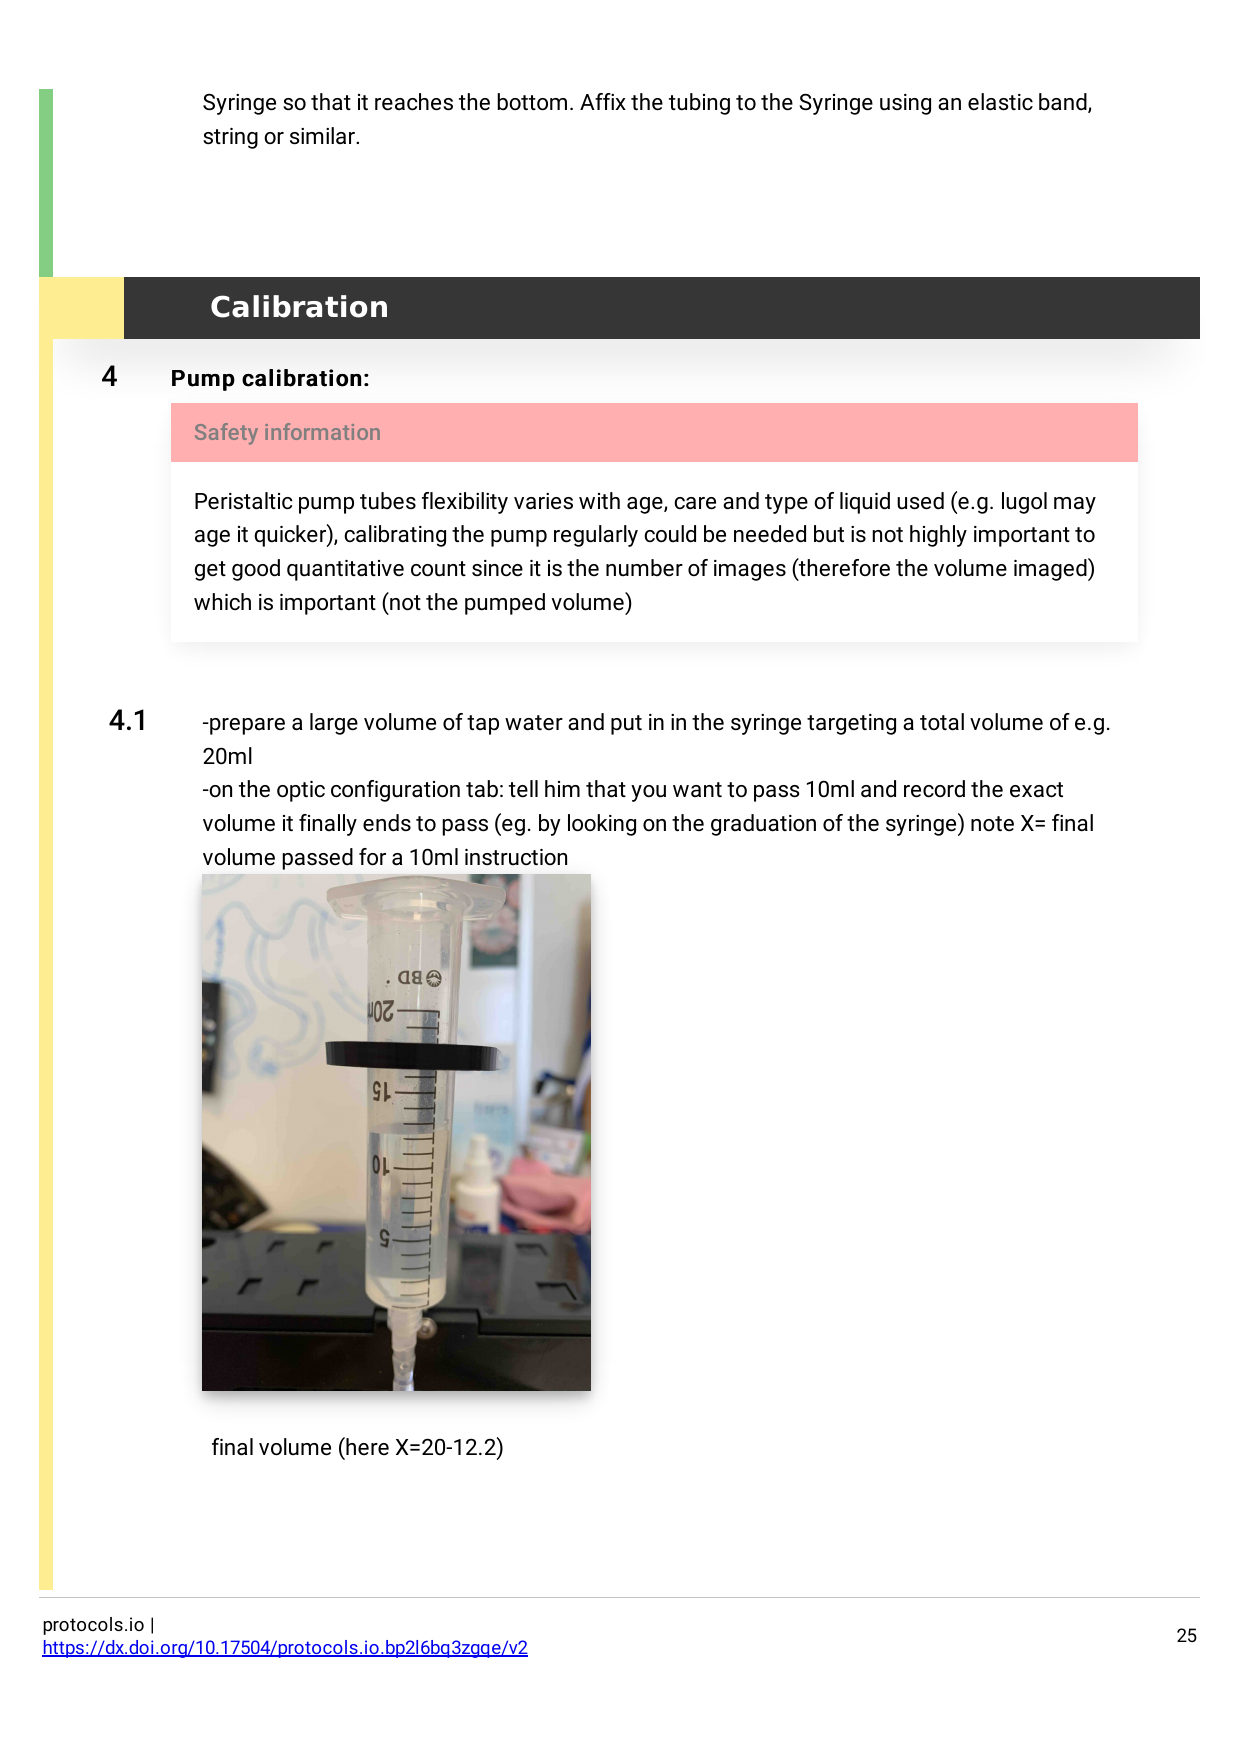 Syringe so that it reaches the bottom. Affix the tubing to the Syringe using an elastic band,
string or similar.
Calibration
4 Pump calibration:
Safety information
Peristaltic pump tubes flexibility varies with age, care and type of liquid used (e.g. lugol may
age it quicker), calibrating the pump regularly could be needed but is not highly important to
get good quantitative count since it is the number of images (therefore the volume imaged)
which is important (not the pumped volume)
4.1 -prepare a large volume of tap water and put in in the syringe targeting a total volume of e.g.
20ml
-on the optic configuration tab: tell him that you want to pass 10ml and record the exact
volume it finally ends to pass (eg. by looking on the graduation of the syringe) note X= final
volume passed for a 10ml instruction
BD
20m
15
10
5
final volume (here X=20-12.2)
protocols.io |
https://dx.doi.org/10.17504/protocols.io.bp2l6bq3zgqe/v2
25